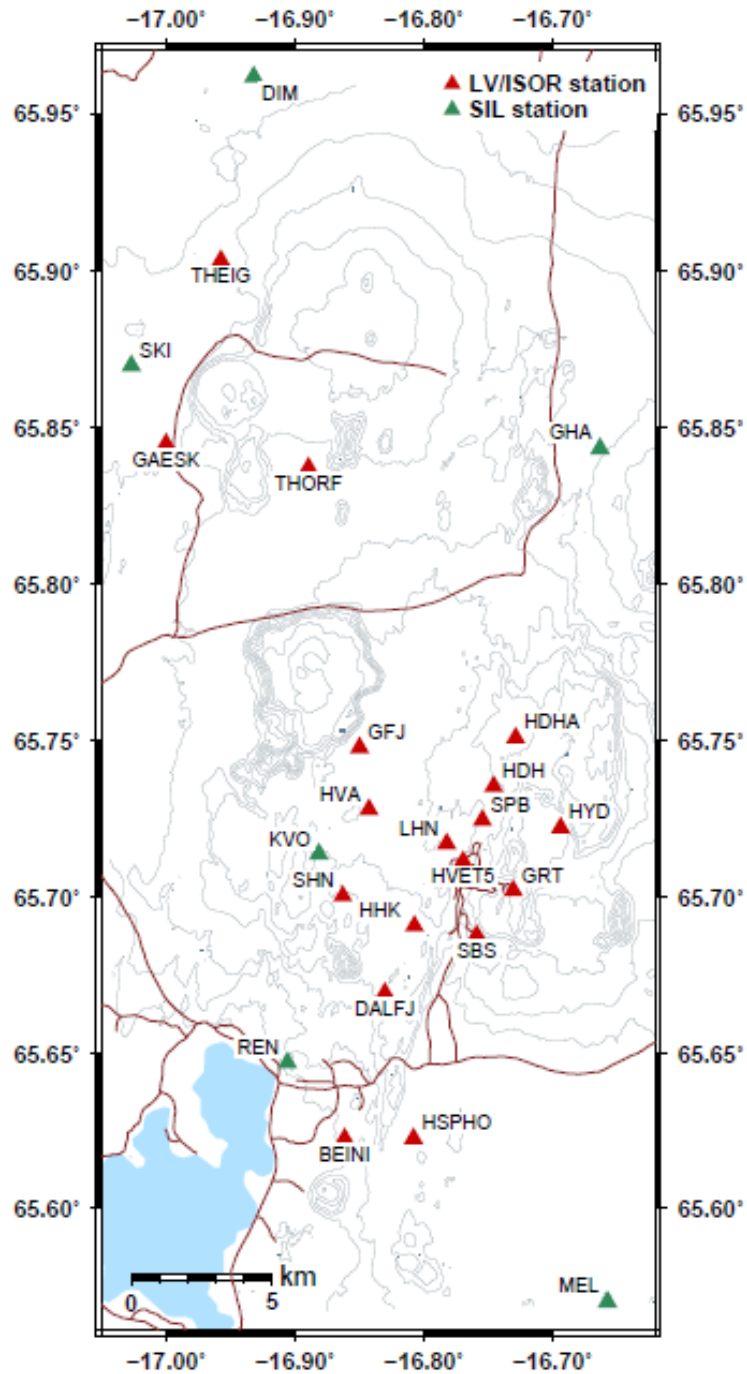 −17.00° −16.90° −16.80° −16.70°
LV/ISOR station
SIL station
DIM
65.95° 65.95°
THEIG
65.90° 65.90°
SKI
65.85° 65.85°
GHA
GAESK
THORF
65.80° 65.80°
HDHA
GFJ
65.75° 65.75°
HDH
HVA
SPB
HYD
LHN
KVO
HVET5
GRT
SHN
65.70° 65.70°
HHK
SBS
DALFJ
REN
65.65° 65.65°
HSPHO
BEINI
65.60° 65.60°
km
MEL
0 5
−17.00° −16.90° −16.80° −16.70°